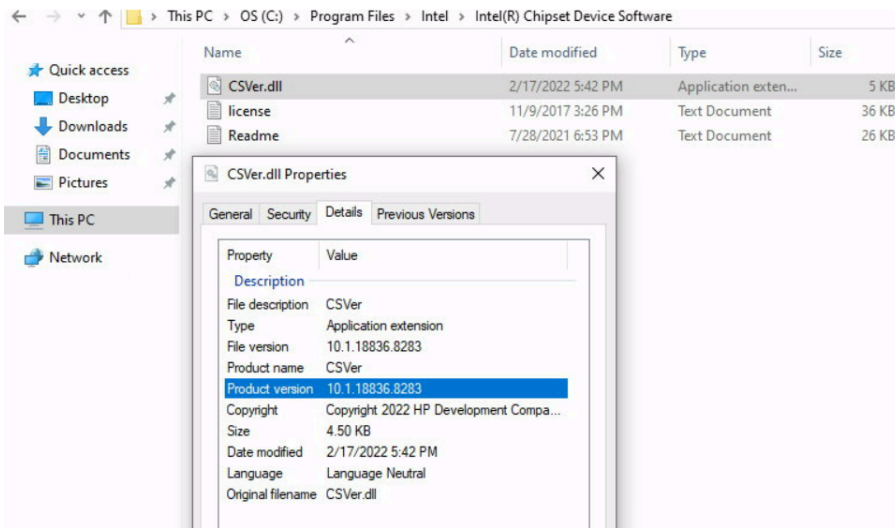 This PC > OS (C:) > Program Files > Intel > Intel(R) Chipset Device Software
Name Date modified Type Size
Quick access
Desktop
Downloads
Documents
Pictures
This PC
Network
CSVer.dll 2/17/2022 5:42 PM Application exten... 5 KB
license 11/9/2017 3:26 PM Text Document 36 KB
Readme 7/28/2021 6:53 PM Text Document 26 KB
CSVer.dll Properties
General Security Details Previous Versions
Property Value
Description
File description CSVer
Type Application extension
File version 10.1.18836.8283
Product name CSVer
Product version 10.1.18836.8283
Copyright Copyright 2022 HP Development Compa...
Size 4.50 KB
Date modified 2/17/2022 5:42 PM
Language Language Neutral
Original filename CSVer.dll